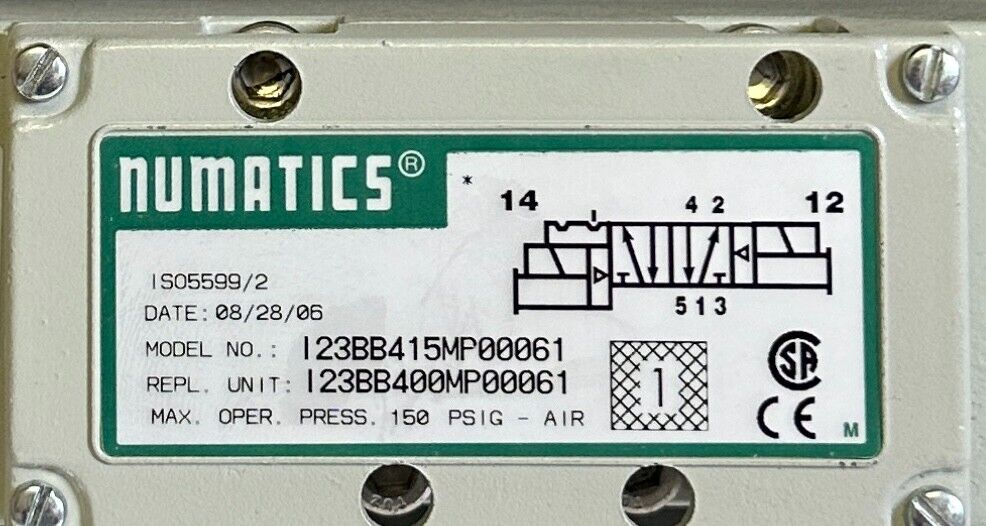 NUMATICS®
* 14 4 2 12
5 1 3
ISO5599/2
DATE: 08/28/06
MODEL NO.: I23BB415MP00061
REPL. UNIT: I23BB400MP00061
MAX. OPER. PRESS. 150 PSIG - AIR
1
SA
CE
M